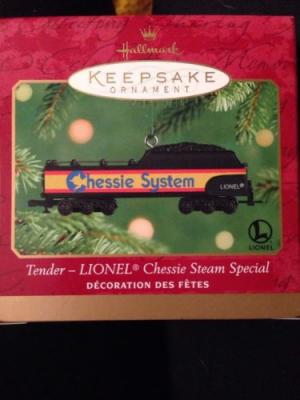 Hallmark
KEEPSAKE
ORNAMENT
Chessie System
LIONEL®
L
LIONEL
Tender – LIONEL® Chessie Steam Special
DÉCORATION DES FÊTES